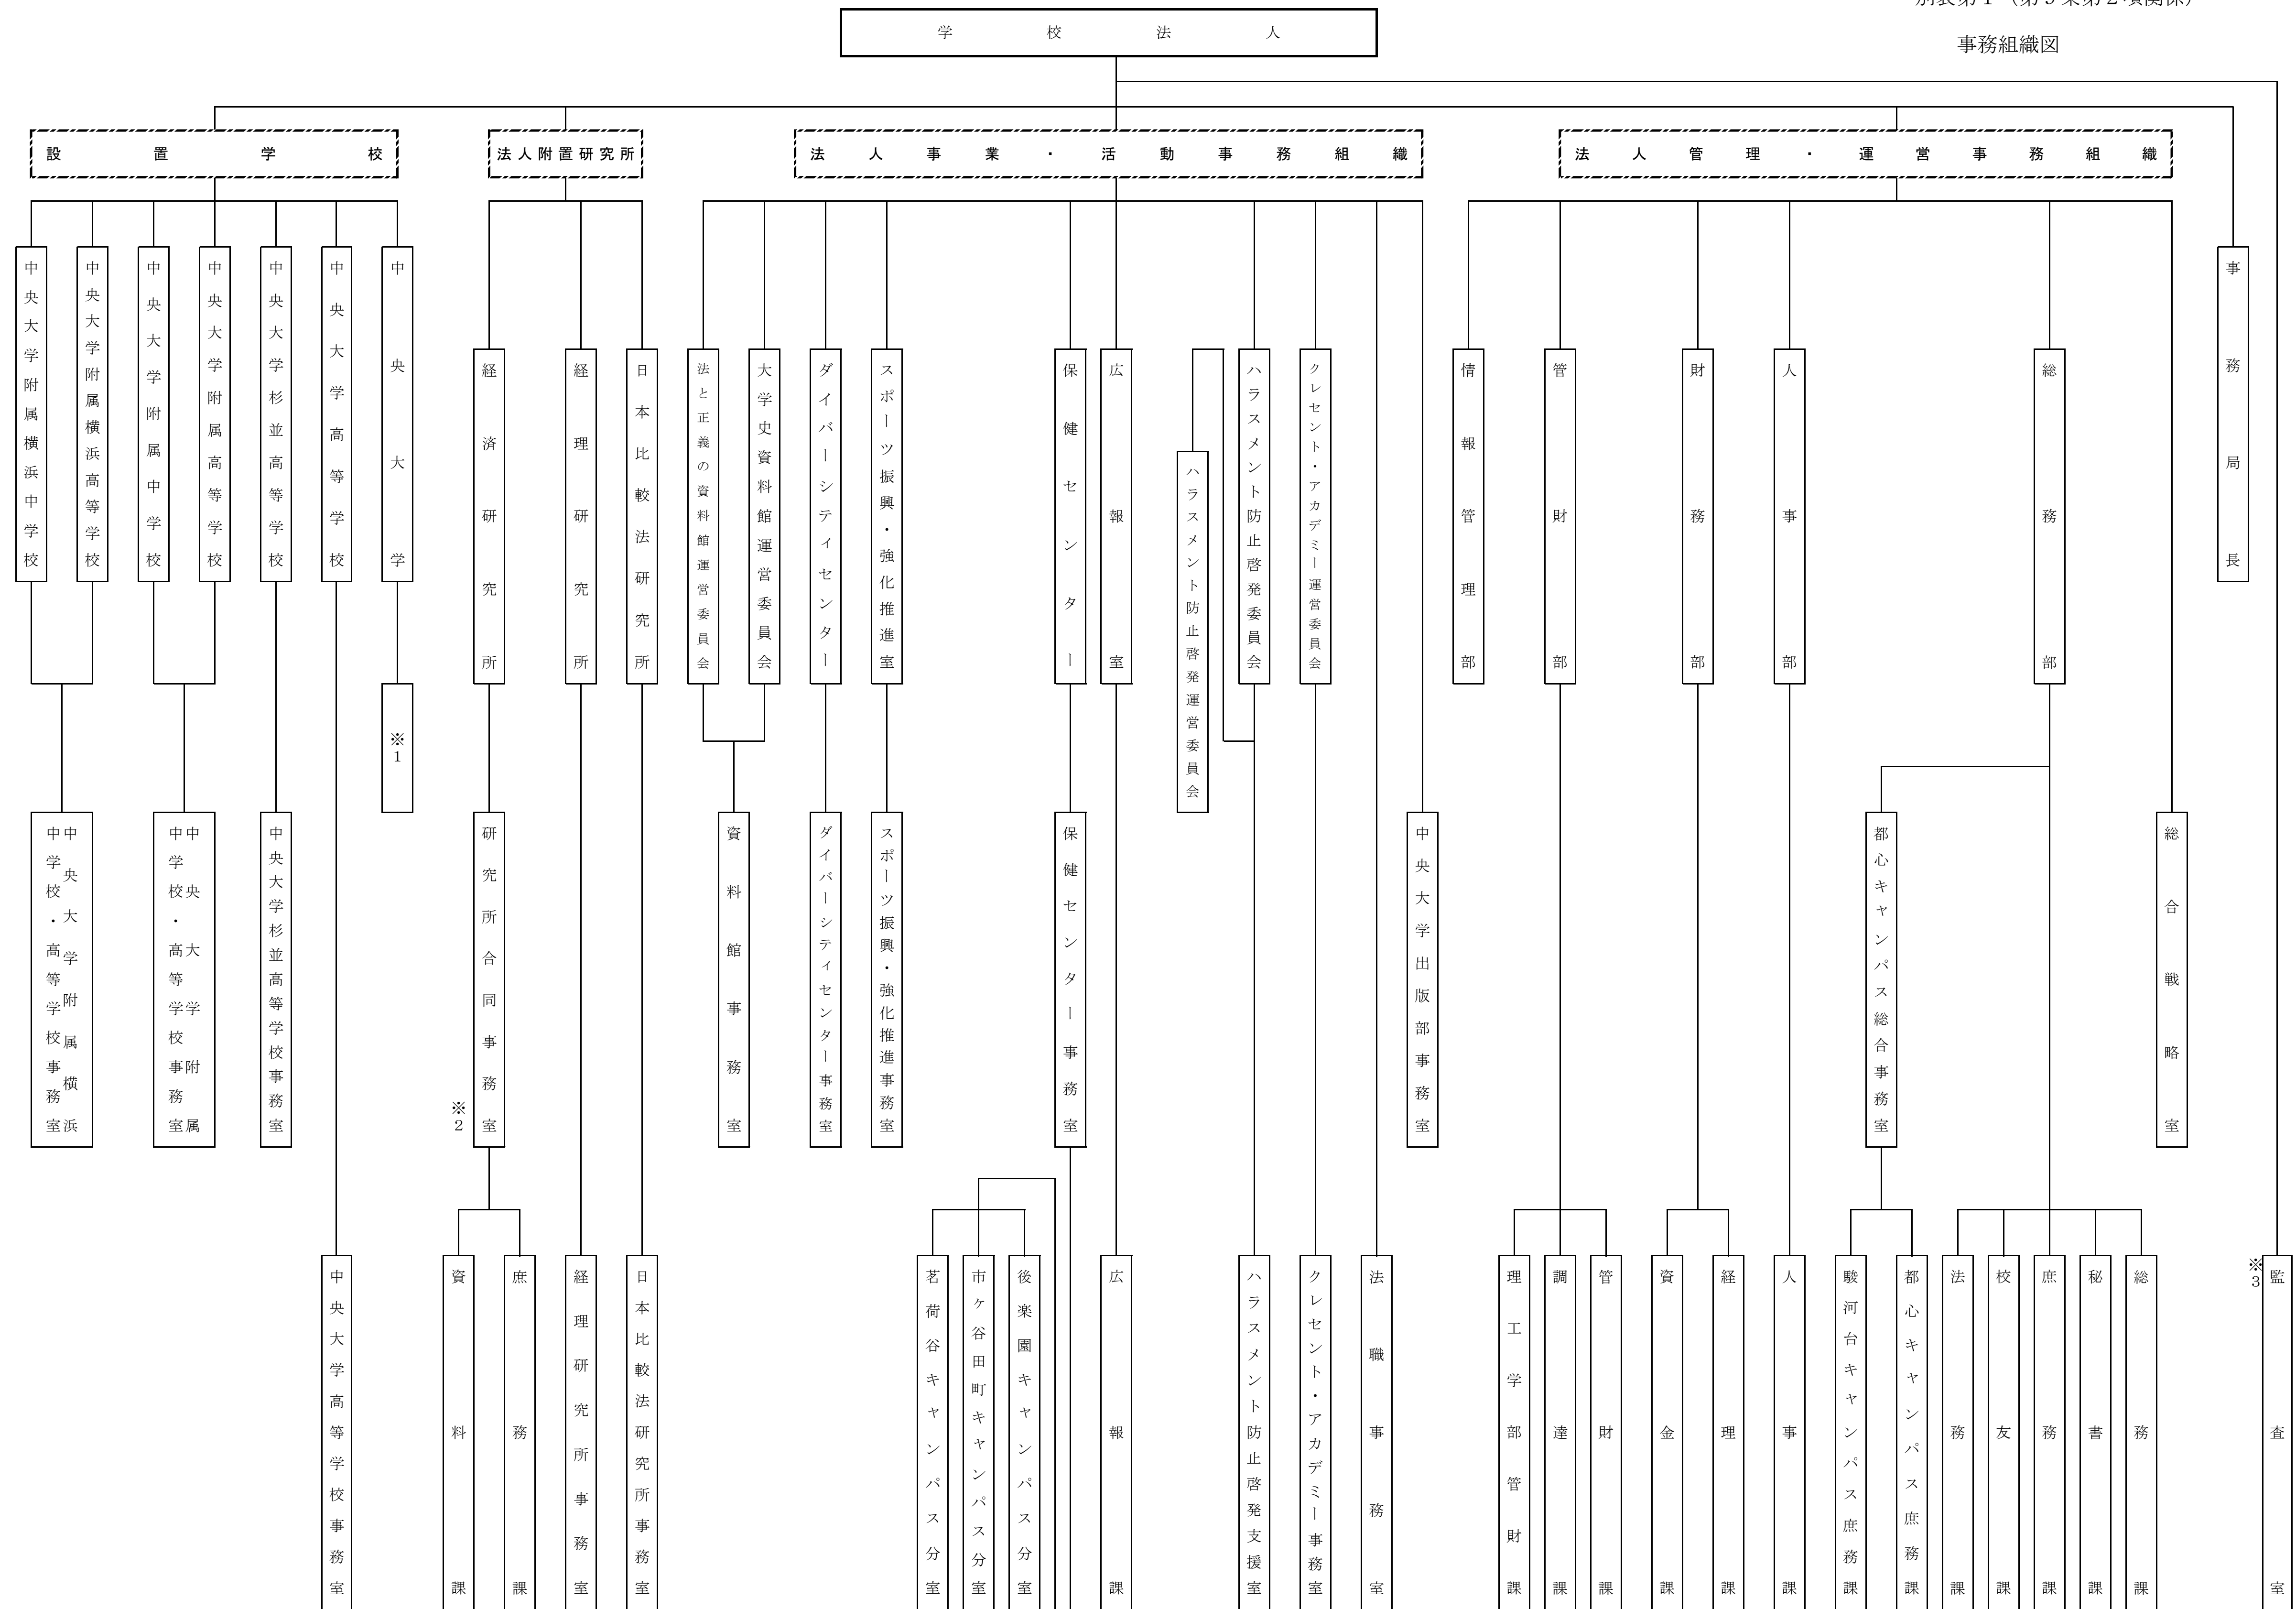 別表第1（第9条第2項関係）
事務組織図
学校法人
設置学校
法人附置研究所
法人事業・活動事務組織
法人管理・運営事務組織
中央大学附属横浜中学校
中央大学附属横浜高等学校
中央大学附属中学校
中央大学附属高等学校
中央大学杉並高等学校
中央大学高等学校
中央大学
事務局長
経済研究所
経理研究所
日本比較法研究所
法と正義の資料館運営委員会
大学史資料館運営委員会
ダイバーシティセンター
スポーツ振興・強化推進室
保健センター
広報室
ハラスメント防止啓発運営委員会
ハラスメント防止啓発委員会
クレセント・アカデミー運営委員会
情報管理部
管財部
財務部
人事部
総務部
※1
中央大学附属横浜
中学校・高等学校事務室
中央大学附属
中学校・高等学校事務室
中央大学杉並高等学校事務室
※2
研究所合同事務室
資料館事務室
ダイバーシティセンター事務室
スポーツ振興・強化推進事務室
保健センター事務室
中央大学出版部事務室
都心キャンパス総合事務室
総合戦略室
中央大学高等学校事務室
資料課
庶務課
経理研究所事務室
日本比較法研究所事務室
茗荷谷キャンパス分室
市ヶ谷田町キャンパス分室
後楽園キャンパス分室
広報課
ハラスメント防止啓発支援室
クレセント・アカデミー事務室
法職事務室
理工学部管財課
調達課
管財課
資金課
経理課
人事課
駿河台キャンパス庶務課
都心キャンパス庶務課
法務課
校友課
庶務課
秘書課
総務課
※3
監査室